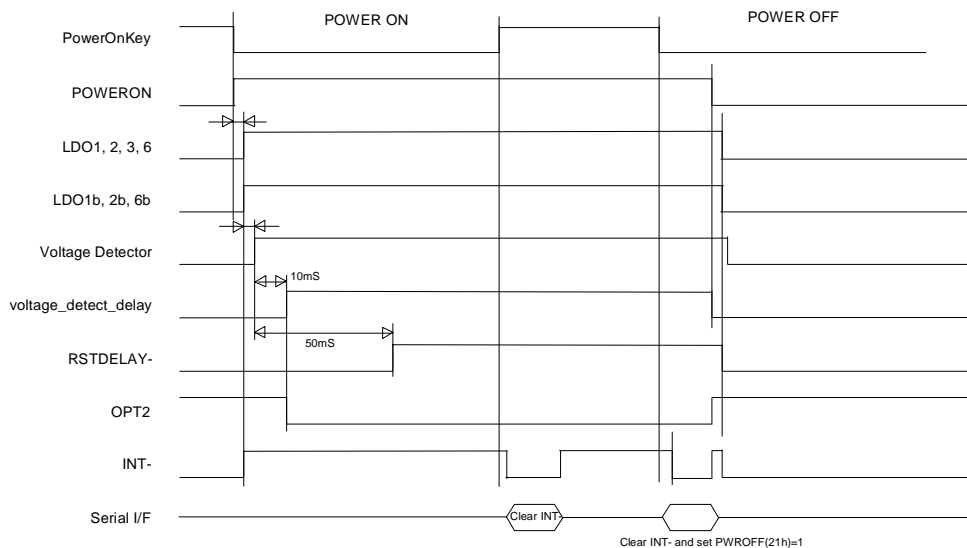 POWER ON
POWER OFF
PowerOnKey
POWERON
LDO1, 2, 3, 6
LDO1b, 2b, 6b
Voltage Detector
10mS
voltage_detect_delay
50mS
RSTDELAY-
OPT2
INT-
Serial I/F
Clear INT-
Clear INT- and set PWROFF(21h)=1